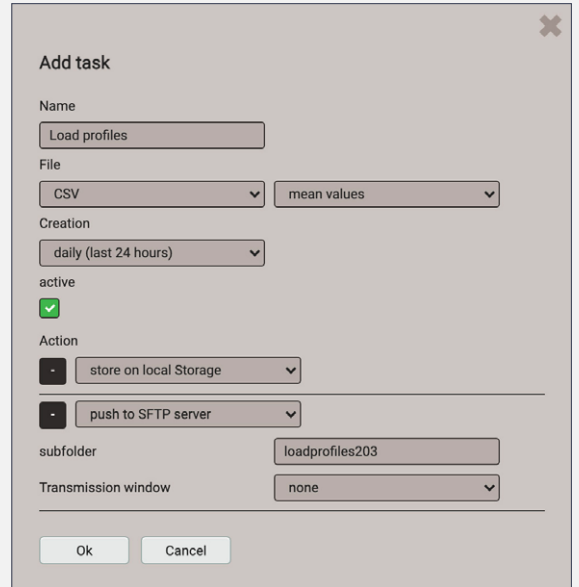 Add task
Name
Load profiles
File
CSV mean values
Creation
daily (last 24 hours)
active
Action
- store on local Storage
- push to SFTP server
subfolder loadprofiles203
Transmission window none
Ok Cancel